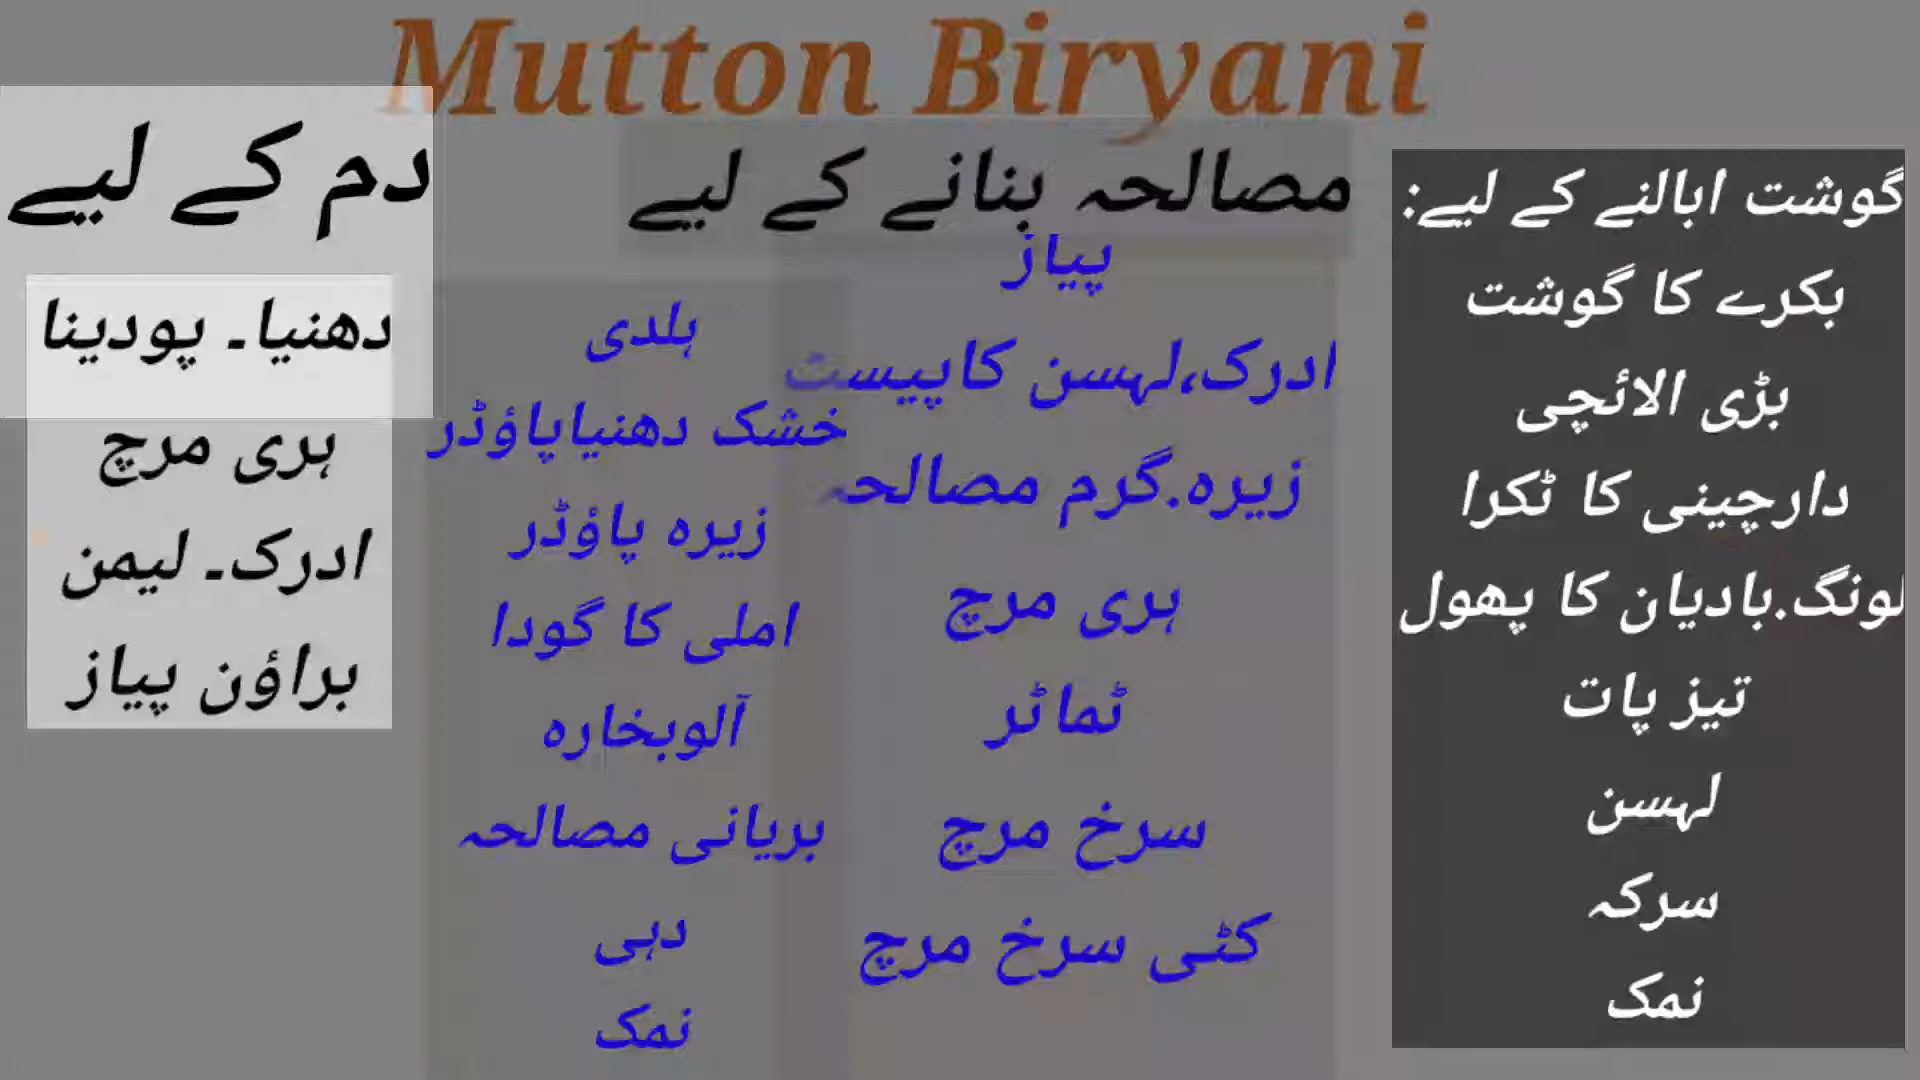 Mutton Biryani
گوشت ابالنے کے لیے:
بکرے کا گوشت
بڑی الائچی
دارچینی کا ٹکرا
لونگ.بادیان کا پھول
تیز پات
لہسن
سرکہ
نمک
مصالحہ بنانے کے لیے
پیاز
ادرک،لہسن کاپیسٹ
زیرہ.گرم مصالحہ
ہری مرچ
ٹماٹر
سرخ مرچ
کٹی سرخ مرچ
ہلدی
خشک دھنیاپاؤڈر
زیرہ پاؤڈر
املی کا گودا
آلوبخارہ
بریانی مصالحہ
دہی
نمک
دم کے لیے
دھنیا۔ پودینا
ہری مرچ
ادرک۔ لیمن
براؤن پیاز